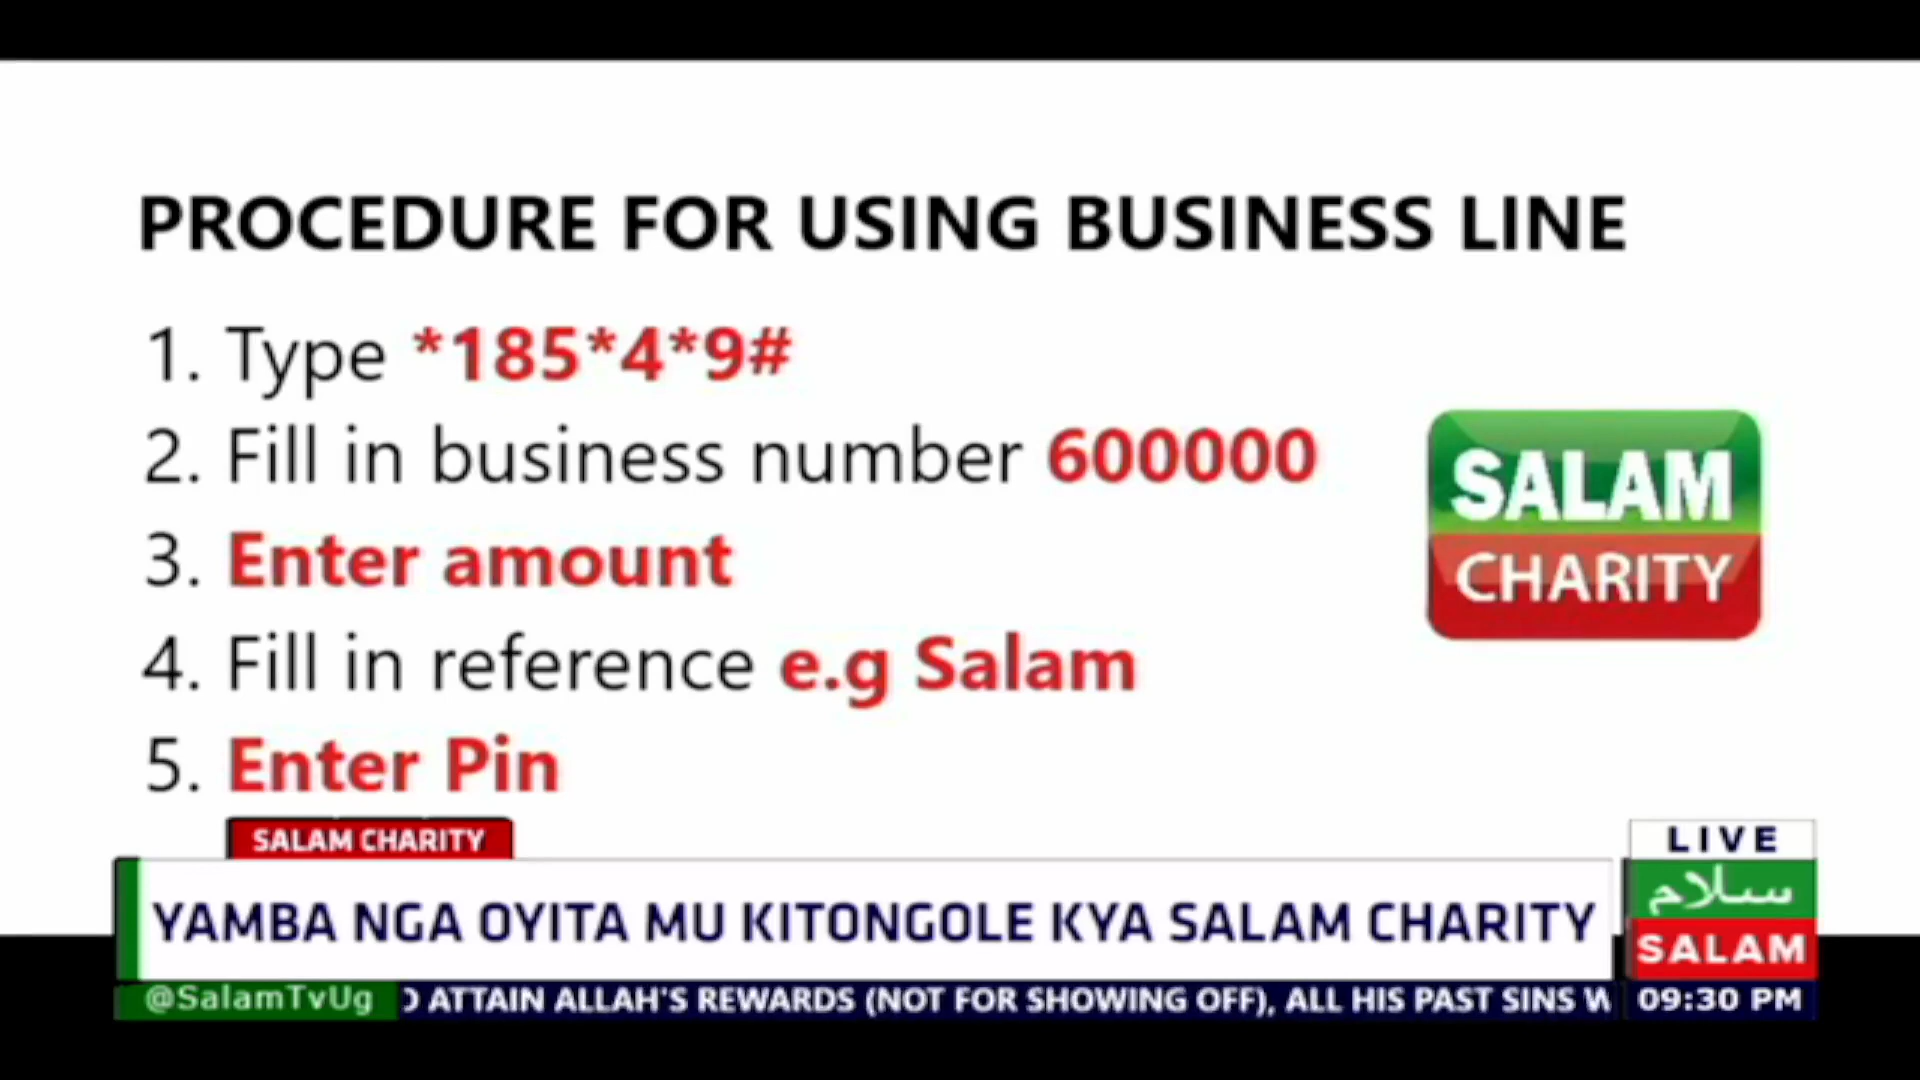 PROCEDURE FOR USING BUSINESS LINE
1. Type *185*4*9#
2. Fill in business number 600000
3. Enter amount
4. Fill in reference e.g Salam
5. Enter Pin
SALAM
CHARITY
SALAM CHARITY
YAMBA NGA OYITA MU KITONGOLE KYA SALAM CHARITY
LIVE
سلام
SALAM
@SalamTvUg
ATTAIN ALLAH'S REWARDS (NOT FOR SHOWING OFF), ALL HIS PAST SINS
09:30 PM